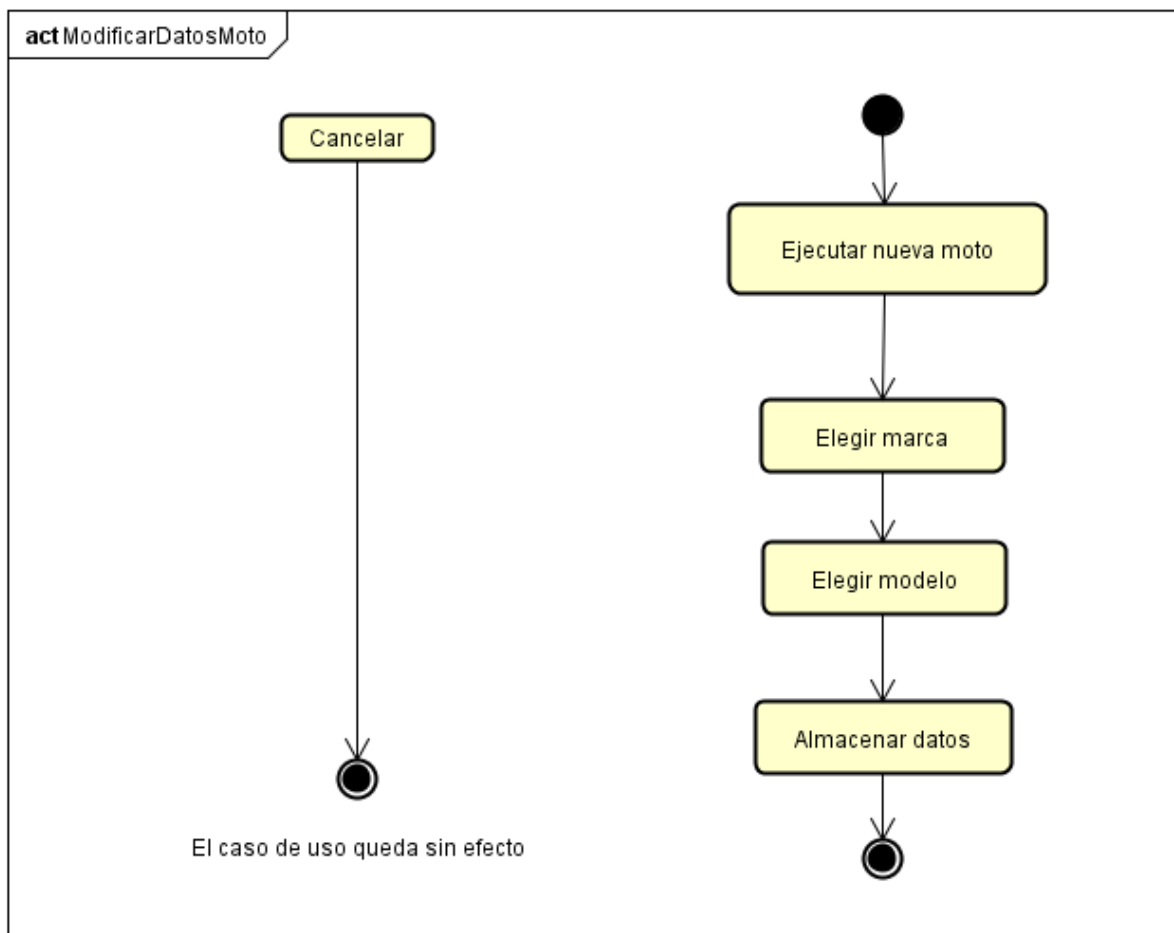 act ModificarDatosMoto
Cancelar
Ejecutar nueva moto
Elegir marca
Elegir modelo
Almacenar datos
El caso de uso queda sin efecto